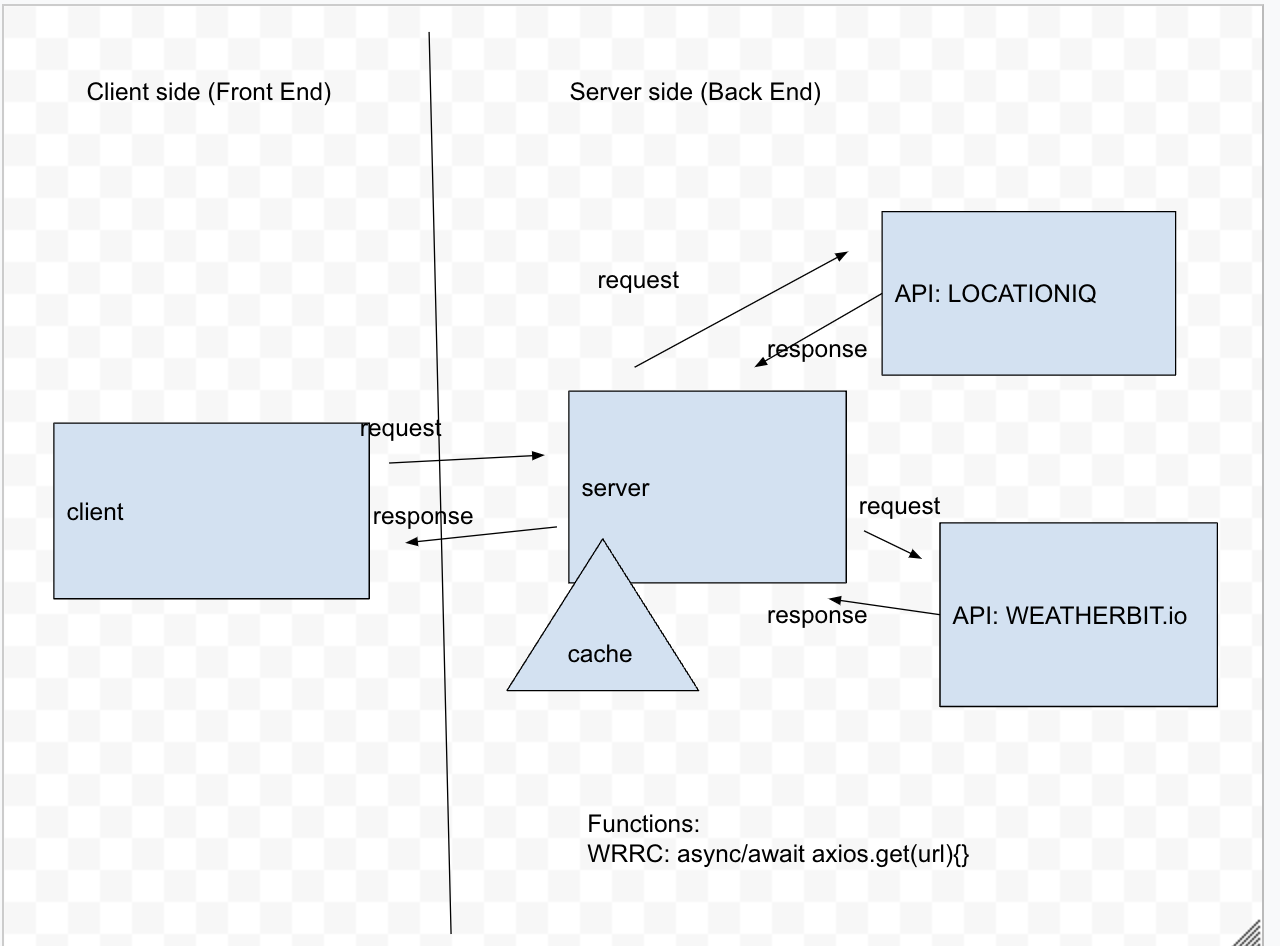 Client side (Front End)
Server side (Back End)
request
API: LOCATIONIQ
response
request
client
response
server
request
API: WEATHERBIT.io
response
cache
Functions:
WRRC: async/await axios.get(url){}